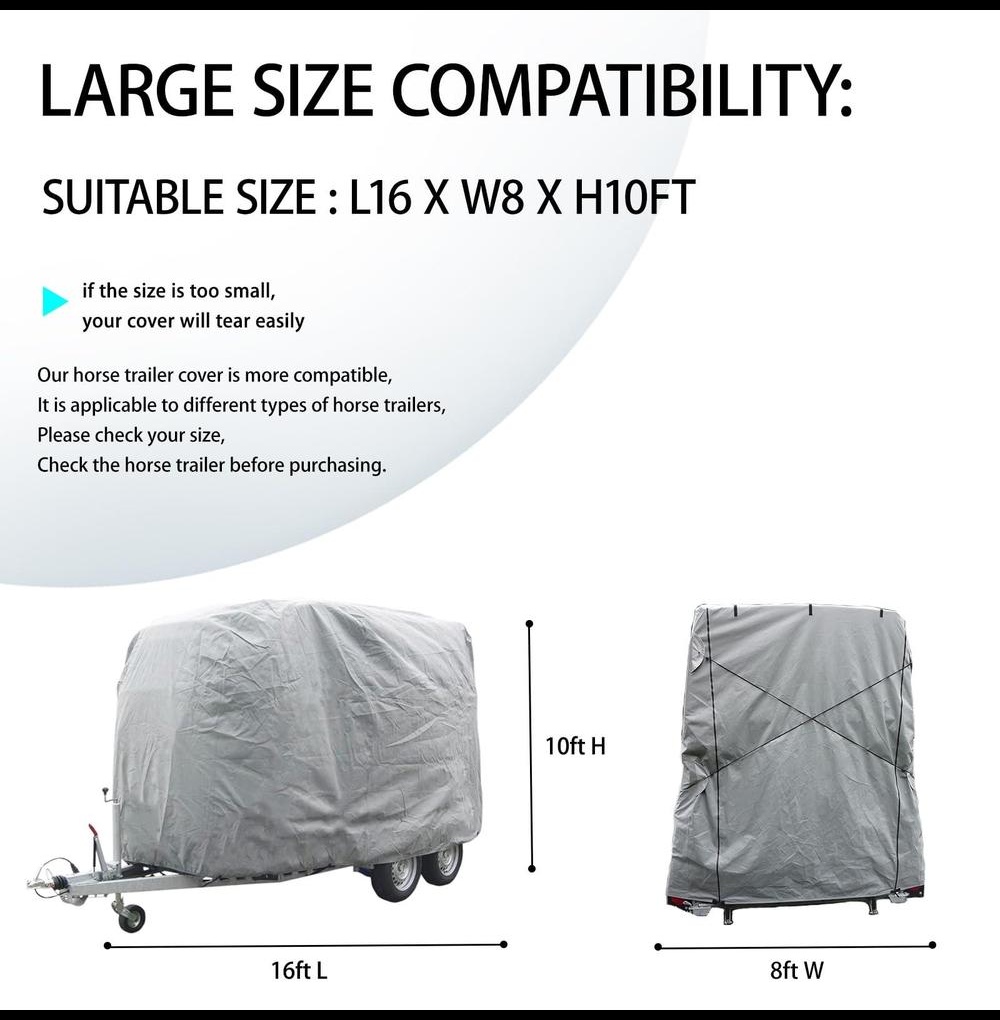 LARGE SIZE COMPATIBILITY:
SUITABLE SIZE : L16 X W8 X H10FT
if the size is too small,
your cover will tear easily
Our horse trailer cover is more compatible,
It is applicable to different types of horse trailers,
Please check your size,
Check the horse trailer before purchasing.
10ft H
16ft L
8ft W